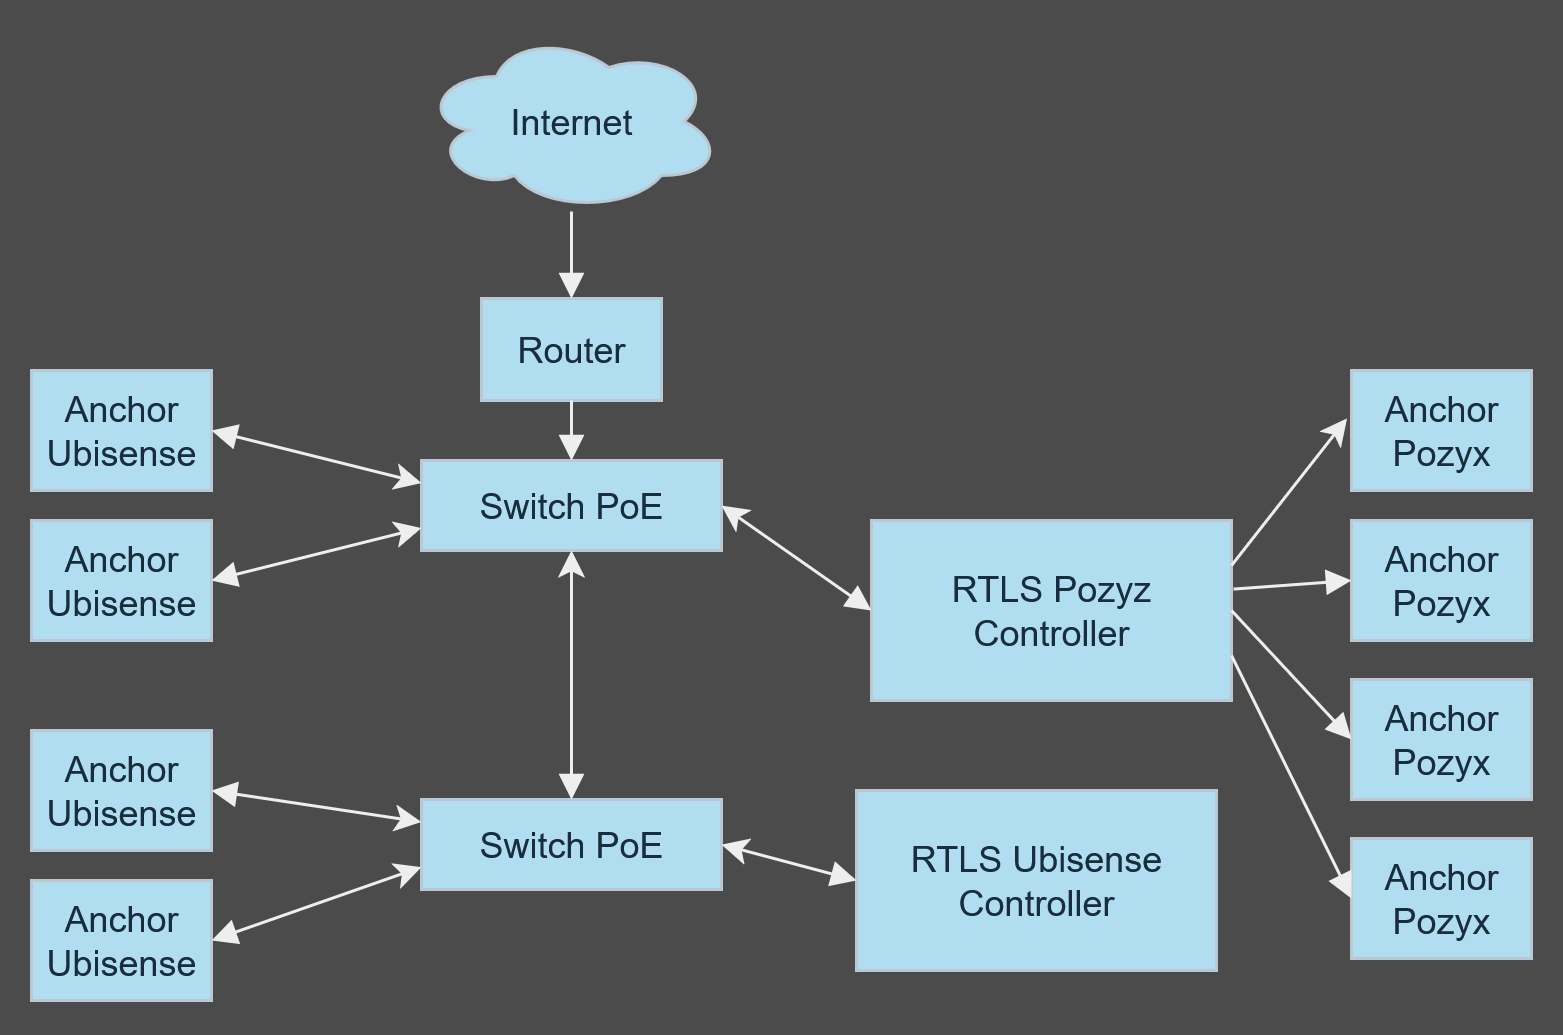 Internet
Router
Anchor
Ubisense
Anchor
Ubisense
Switch PoE
RTLS Pozyz
Controller
Anchor
Pozyx
Anchor
Pozyx
Anchor
Pozyx
Anchor
Pozyx
Anchor
Ubisense
Anchor
Ubisense
Switch PoE
RTLS Ubisense
Controller